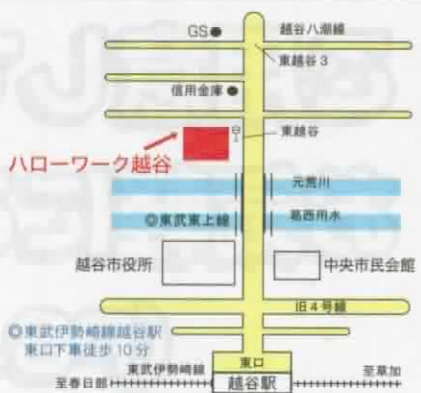 GS
越谷八潮線
東越谷3
信用金庫
東越谷
ハローワーク越谷
元荒川
◎東武東上線
葛西用水
越谷市役所
中央市民会館
旧4号線
◎東武伊勢崎線越谷駅
東口下車徒歩10分
東口
東武伊勢崎線
至草加
至春日部
越谷駅